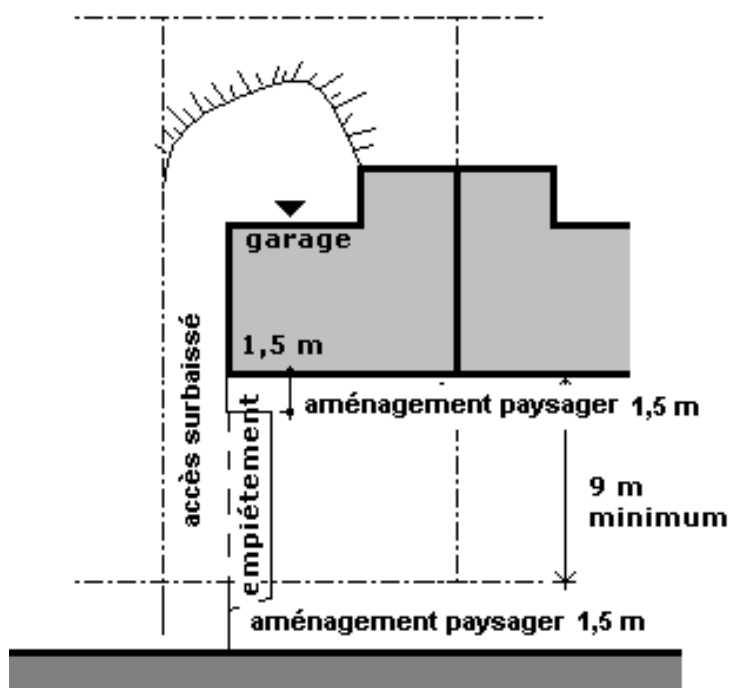 garage
1,5 m
accès surbaissé
empiétement
aménagement paysager 1,5 m
9 m
minimum
aménagement paysager 1,5 m